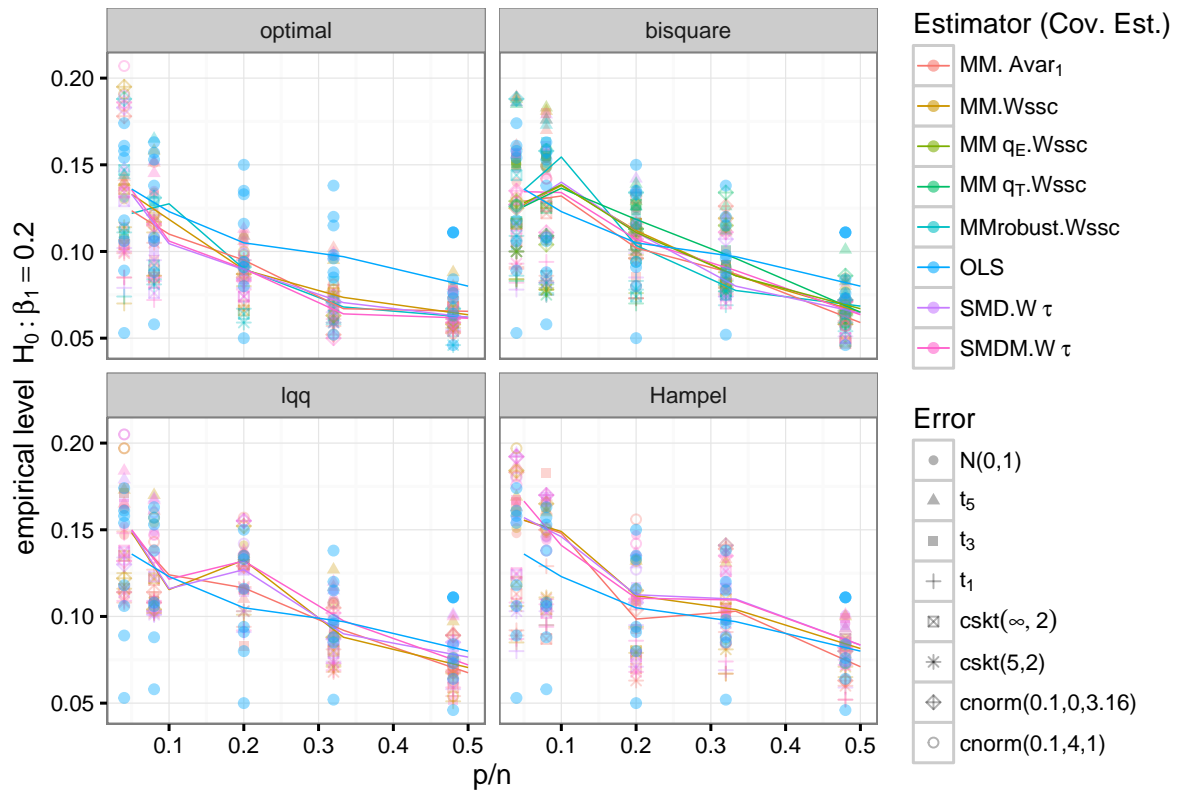 optimal
bisquare
0.20
0.15
0.10
0.05
lqq
Hampel
0.20
0.15
0.10
0.05
0.1 0.2 0.3 0.4 0.5
0.1 0.2 0.3 0.4 0.5
p/n
empirical level H₀ : β₁ = 0.2
Estimator (Cov. Est.)
MM. Avar₁
MM.Wssc
MM qE.Wssc
MM qT.Wssc
MMrobust.Wssc
OLS
SMD.W τ
SMDM.W τ
Error
N(0,1)
t₅
t₃
t₁
cskt(∞, 2)
cskt(5,2)
cnorm(0.1,0,3.16)
cnorm(0.1,4,1)